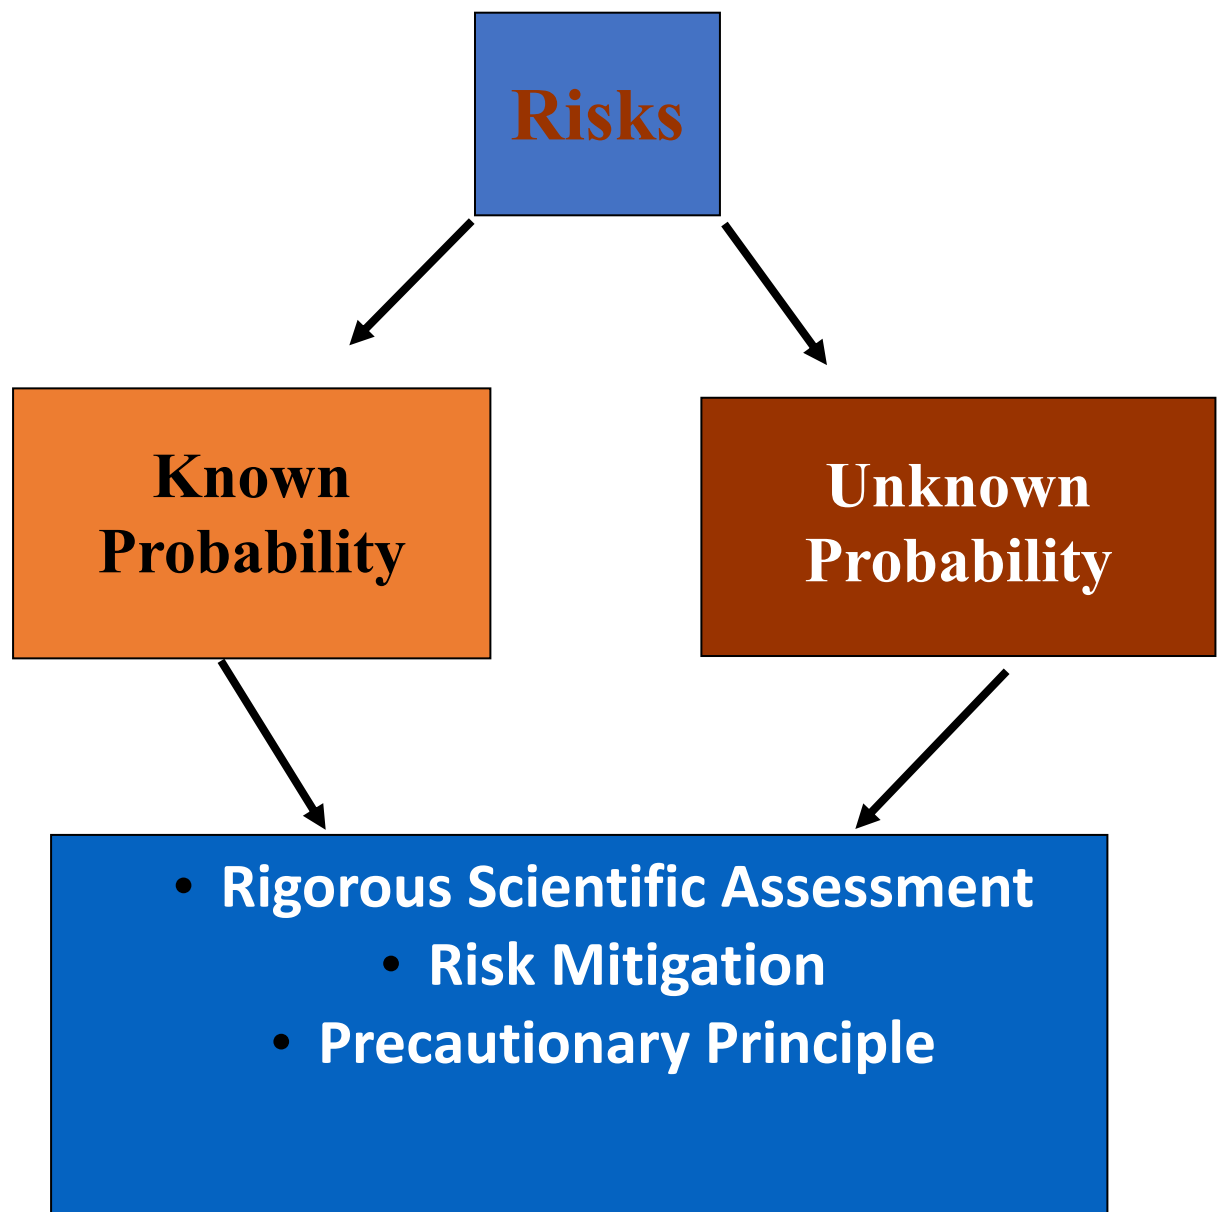 Risks
Known
Probability
Unknown
Probability
• Rigorous Scientific Assessment
• Risk Mitigation
• Precautionary Principle